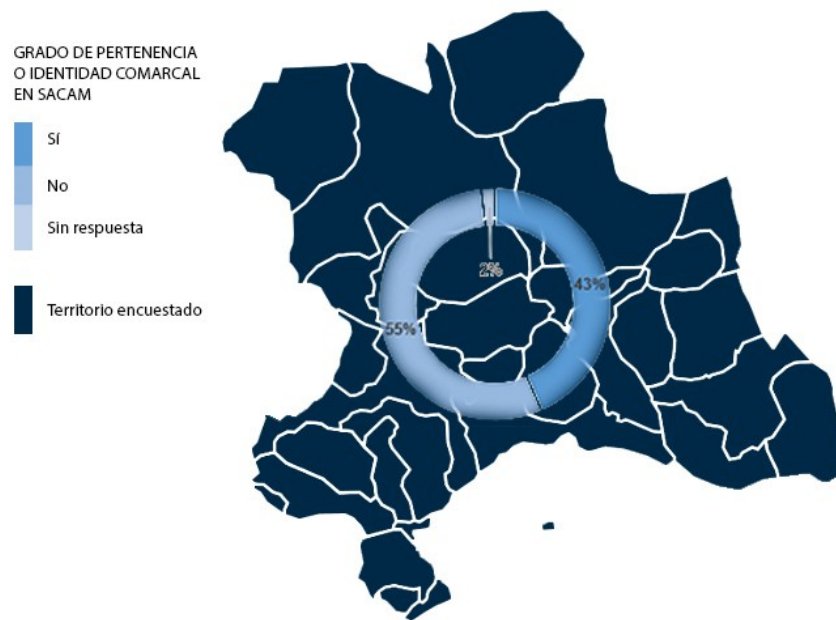 GRADO DE PERTENENCIA
O IDENTIDAD COMARCAL
EN SACAM
Sí
No
Sin respuesta
Territorio encuestado
2%
43%
55%